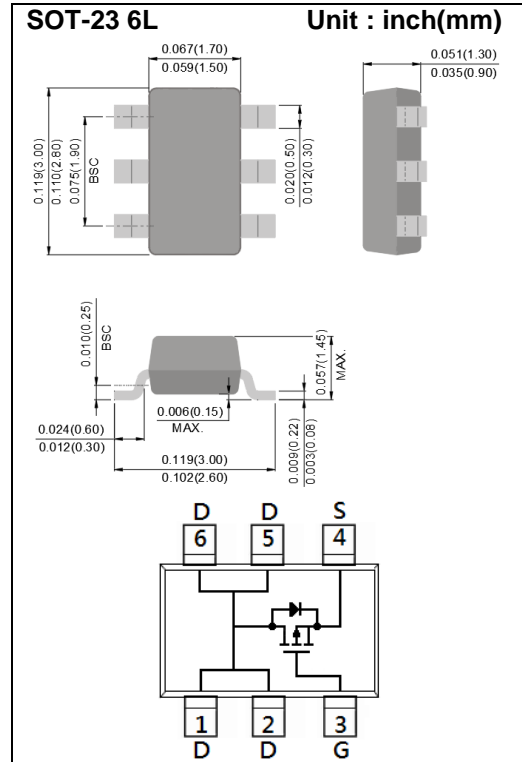 SOT-23 6L Unit : inch(mm)
0.067(1.70)
0.059(1.50)
0.051(1.30)
0.035(0.90)
0.119(3.00)
0.110(2.80)
0.075(1.90)
BSC
0.020(0.50)
0.012(0.30)
0.010(0.25)
BSC
0.057(1.45)
MAX.
0.006(0.15)
MAX.
0.024(0.60)
0.012(0.30)
0.009(0.22)
0.003(0.08)
0.119(3.00)
0.102(2.60)
D D S
6 5 4
1 2 3
D D G